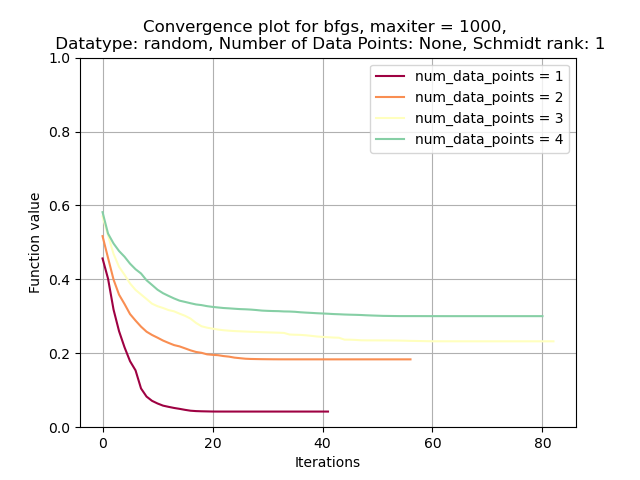 Convergence plot for bfgs, maxiter = 1000,
Datatype: random, Number of Data Points: None, Schmidt rank: 1
1.0
0.8
0.6
0.4
0.2
0.0
Function value
num_data_points = 1
num_data_points = 2
num_data_points = 3
num_data_points = 4
0 20 40 60 80
Iterations